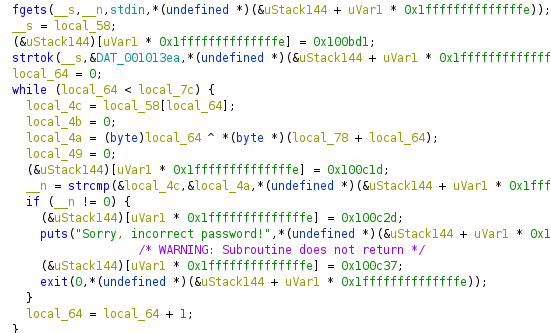 fgets(__s,__n,stdin,*(undefined *)(&uStack144 + uVar1 * 0x1ffffffffffffffe));
__s = local_58;
(&uStack144)[uVar1 * 0x1ffffffffffffffe] = 0x100bd1;
strtok(__s,&DAT_001013ea,*(undefined *)(&uStack144 + uVar1 * 0x1ffffffffffff
local_64 = 0;
while (local_64 < local_7c) {
local_4c = local_58[local_64];
local_4b = 0;
local_4a = (byte)local_64 ^ *(byte *)(local_78 + local_64);
local_49 = 0;
(&uStack144)[uVar1 * 0x1ffffffffffffffe] = 0x100c1d;
__n = strcmp(&local_4c,&local_4a,*(undefined *)(&uStack144 + uVar1 * 0x1fff
if (__n != 0) {
(&uStack144)[uVar1 * 0x1ffffffffffffffe] = 0x100c2d;
puts("Sorry, incorrect password!",*(undefined *)(&uStack144 + uVar1 * 0x1
/* WARNING: Subroutine does not return */
(&uStack144)[uVar1 * 0x1ffffffffffffffe] = 0x100c37;
exit(0,*(undefined *)(&uStack144 + uVar1 * 0x1ffffffffffffffe));
}
local_64 = local_64 + 1;
}